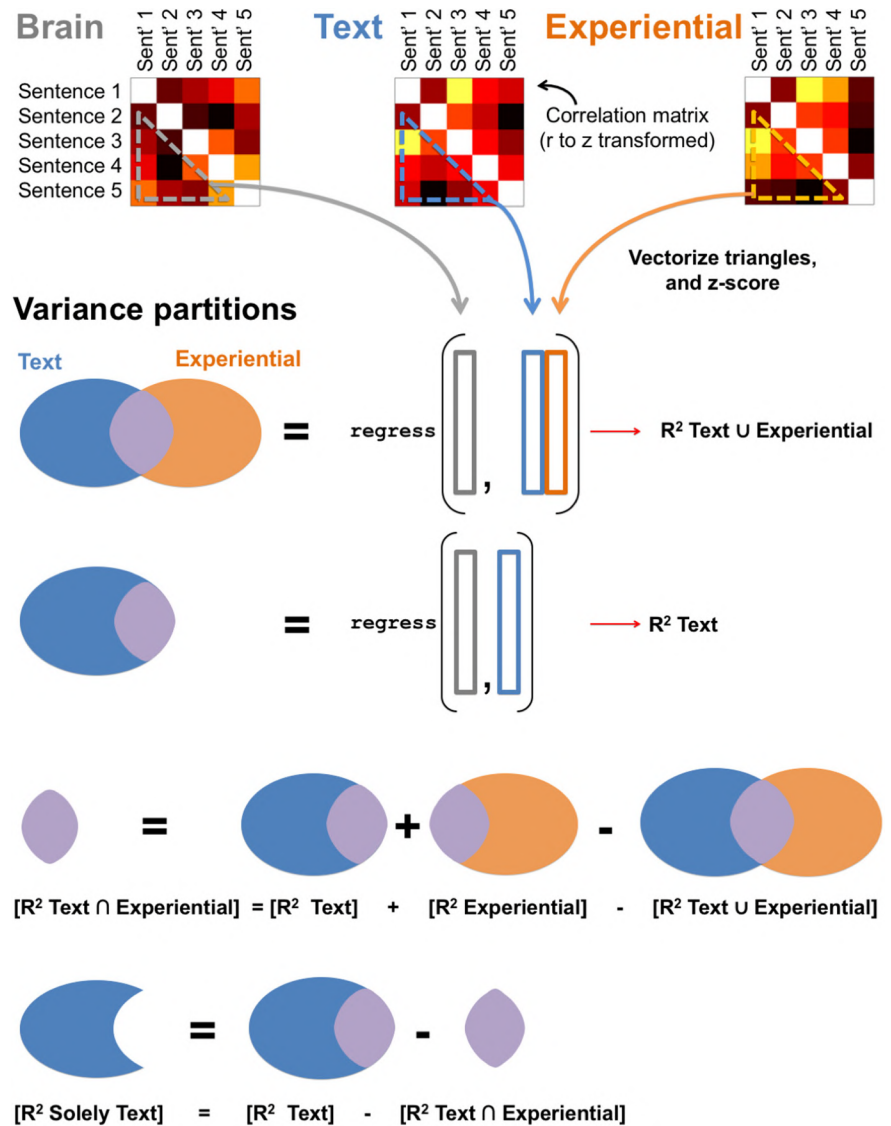 Brain Text Experiential
Sent' 1 Sent' 2 Sent' 3 Sent' 4 Sent' 5 Sent' 1 Sent' 2 Sent' 3 Sent' 4 Sent' 5 Sent' 1 Sent' 2 Sent' 3 Sent' 4 Sent' 5
Sentence 1
Sentence 2
Sentence 3
Sentence 4
Sentence 5
Correlation matrix
(r to z transformed)
Vectorize triangles,
and z-score
Variance partitions
Text Experiential
= regress , R² Text ∪ Experiential
= regress , R² Text
= + -
[R² Text ∩ Experiential] = [R² Text] + [R² Experiential] - [R² Text ∪ Experiential]
= -
[R² Solely Text] = [R² Text] - [R² Text ∩ Experiential]